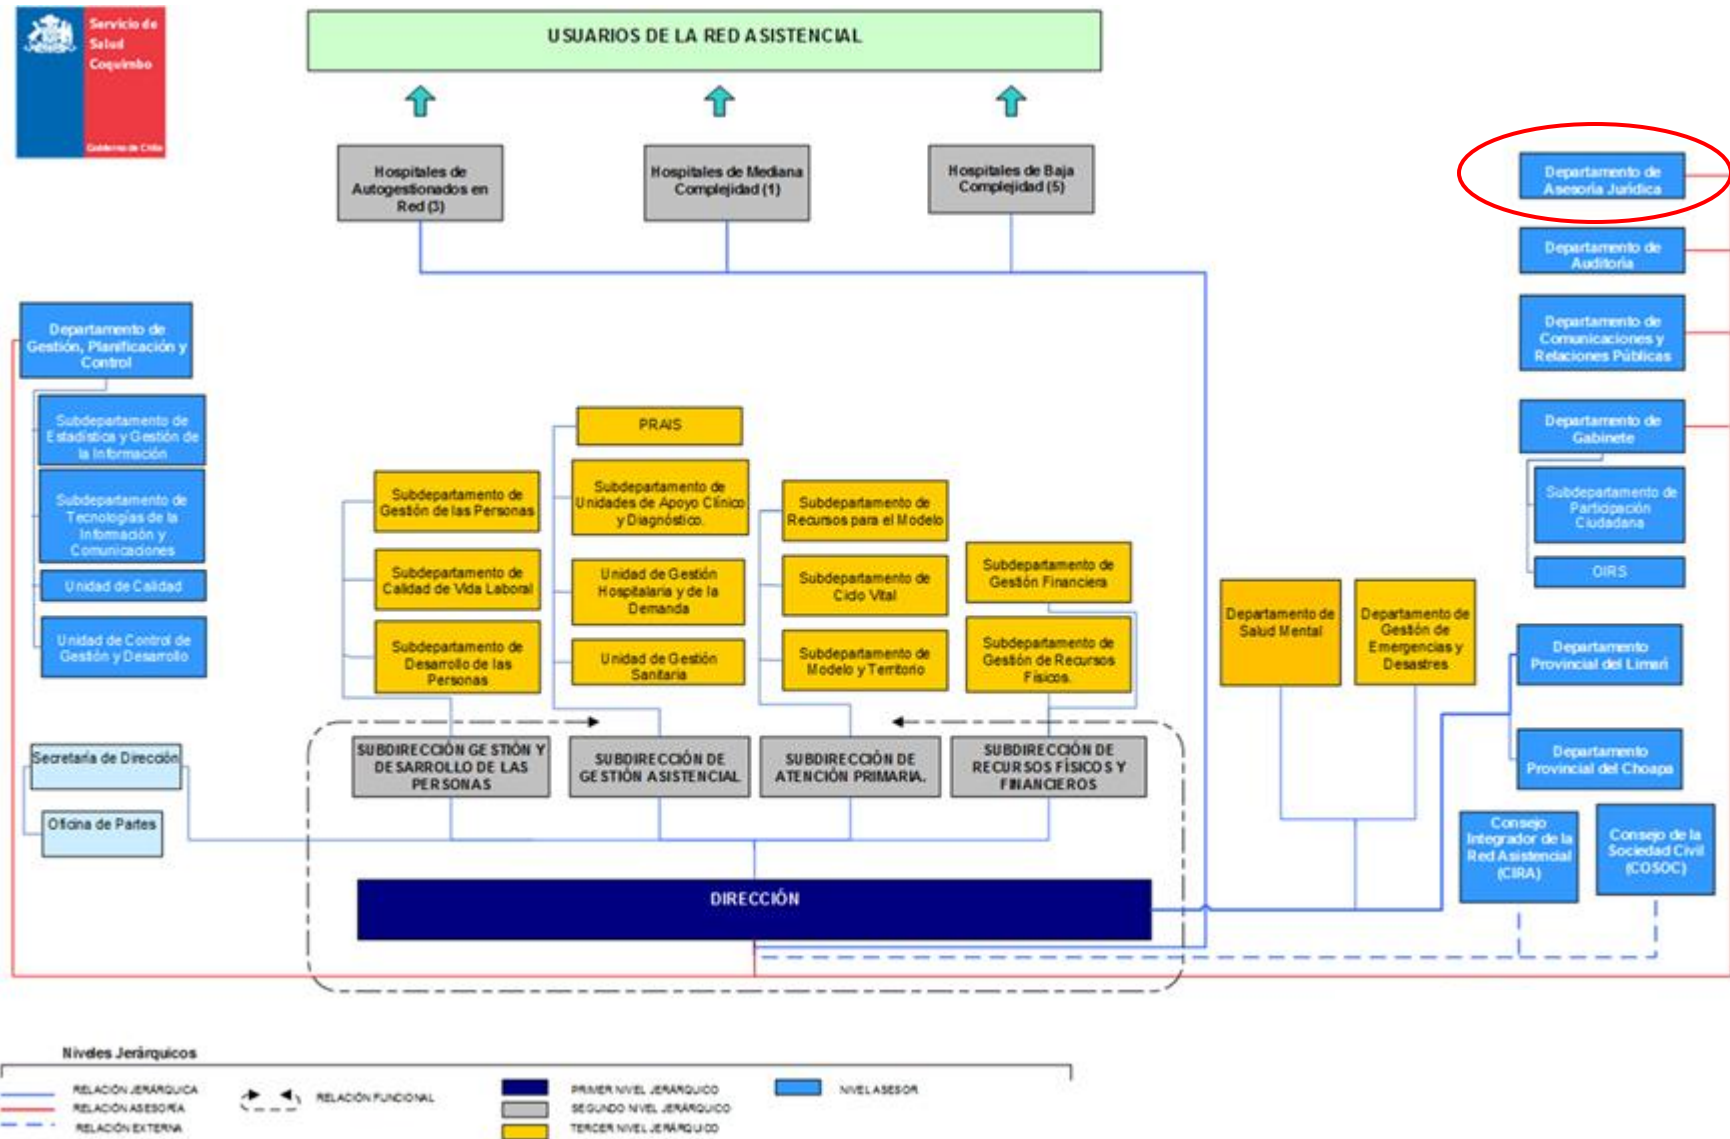 Servicio de
Salud
Coquimbo
Gobierno de Chile
USUARIOS DE LA RED ASISTENCIAL
Hospitales de
Autogestionados en
Red (3)
Hospitales de Mediana
Complejidad (1)
Hospitales de Baja
Complejidad (5)
Departamento de
Asesoría Jurídica
Departamento de
Auditoría
Departamento de
Comunicaciones y
Relaciones Públicas
Departamento de
Gabinete
Subdepartamento de
Participación
Ciudadana
OIRS
Departamento de
Gestión, Planificación y
Control
Subdepartamento de
Estadística y Gestión de
la Información
Subdepartamento de
Tecnologías de la
Información y
Comunicaciones
Unidad de Calidad
Unidad de Control de
Gestión y Desarrollo
Subdepartamento de
Gestión de las Personas
Subdepartamento de
Calidad de Vida Laboral
Subdepartamento de
Desarrollo de las
Personas
PRAIS
Subdepartamento de
Unidades de Apoyo Clínico
y Diagnóstico.
Unidad de Gestión
Hospitalaria y de la
Demanda
Unidad de Gestión
Sanitaria
Subdepartamento de
Recursos para el Modelo
Subdepartamento de
Ciclo Vital
Subdepartamento de
Modelo y Territorio
Subdepartamento de
Gestión Financiera
Subdepartamento de
Gestión de Recursos
Físicos.
Departamento de
Salud Mental
Departamento de
Gestión de
Emergencias y
Desastres
Departamento
Provincial del Limarí
Departamento
Provincial del Choapa
Secretaría de Dirección
Oficina de Partes
SUBDIRECCIÓN GESTIÓN Y
DESARROLLO DE LAS
PERSONAS
SUBDIRECCIÓN DE
GESTIÓN ASISTENCIAL
SUBDIRECCIÓN DE
ATENCIÓN PRIMARIA.
SUBDIRECCIÓN DE
RECURSOS FÍSICOS Y
FINANCIEROS
Consejo
Integrador de la
Red Asistencial
(CIRA)
Consejo de la
Sociedad Civil
(COSOC)
DIRECCIÓN
Niveles Jerárquicos
RELACIÓN JERÁRQUICA
RELACIÓN ASESORÍA
RELACIÓN EXTERNA
RELACIÓN FUNCIONAL
PRIMER NIVEL JERÁRQUICO
SEGUNDO NIVEL JERÁRQUICO
TERCER NIVEL JERÁRQUICO
NIVEL ASESOR